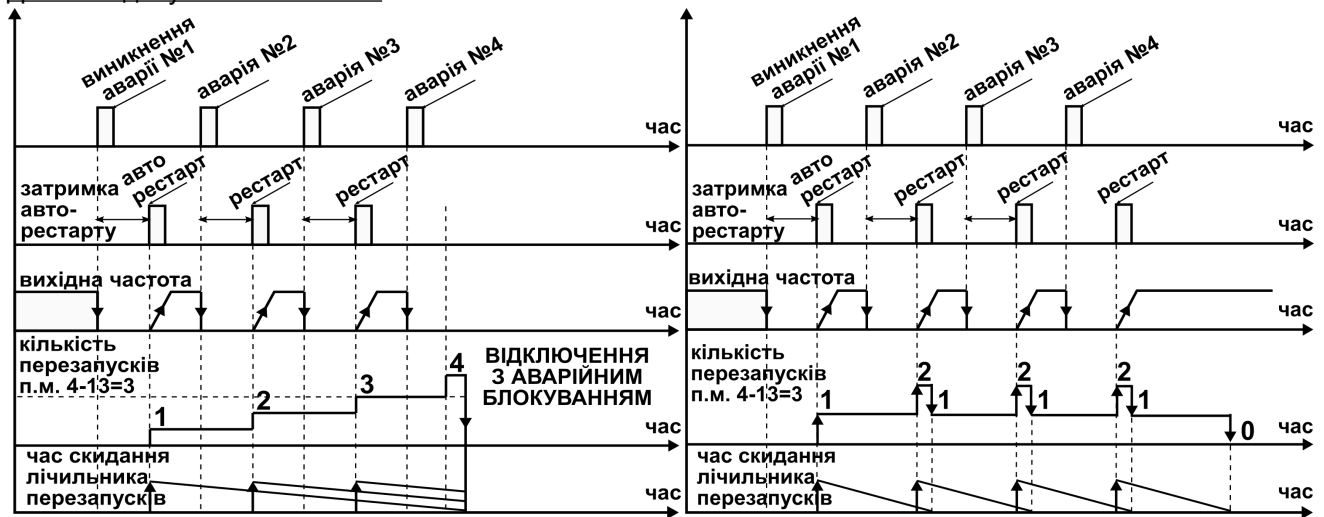 виникнення
аварії №1
аварія №2
аварія №3
аварія №4
час
затримка
авто-
рестарту
авто
рестарт
рестарт
рестарт
час
вихідна частота
час
кількість
перезапусків
п.м. 4-13=3
1
2
3
4
ВІДКЛЮЧЕННЯ
З АВАРІЙНИМ
БЛОКУВАННЯМ
час
час скидання
лічильника
перезапусків
час
виникнення
аварії №1
аварія №2
аварія №3
аварія №4
час
затримка
авто-
рестарту
авто
рестарт
рестарт
рестарт
рестарт
час
вихідна частота
час
кількість
перезапусків
п.м. 4-13=3
1
2
1
2
1
2
1
0
час
час скидання
лічильника
перезапусків
час